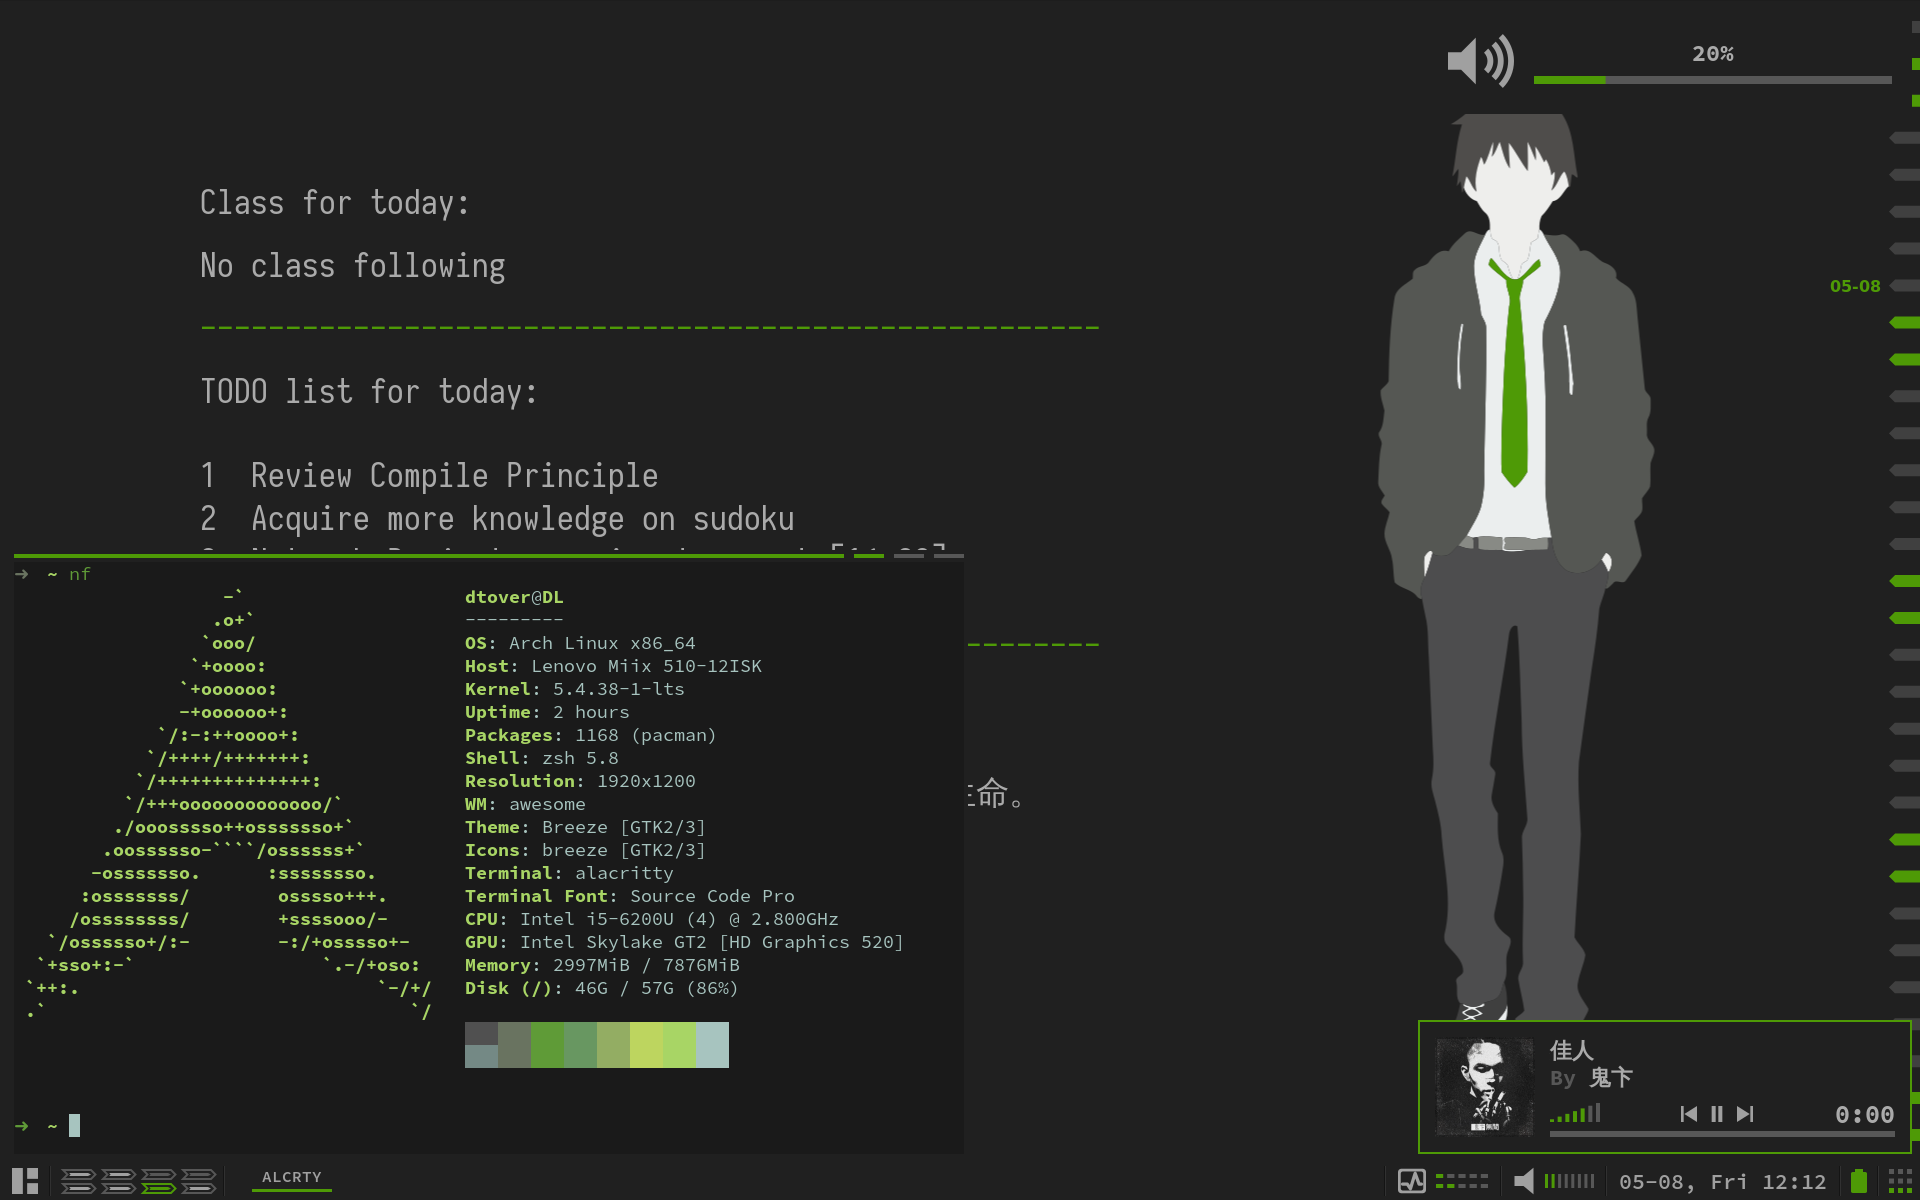 20%
Class for today:
No class following
05-08
TODO list for today:
1 Review Compile Principle
2 Acquire more knowledge on sudoku
➜ ~ nf
dtover@DL
---------
OS: Arch Linux x86_64
Host: Lenovo Miix 510-12ISK
Kernel: 5.4.38-1-lts
Uptime: 2 hours
Packages: 1168 (pacman)
Shell: zsh 5.8
Resolution: 1920x1200
WM: awesome
Theme: Breeze [GTK2/3]
Icons: breeze [GTK2/3]
Terminal: alacritty
Terminal Font: Source Code Pro
CPU: Intel i5-6200U (4) @ 2.800GHz
GPU: Intel Skylake GT2 [HD Graphics 520]
Memory: 2997MiB / 7876MiB
Disk (/): 46G / 57G (86%)
命。
➜ ~
佳人
By 鬼卞
0:00
ALCRTY
05-08, Fri 12:12